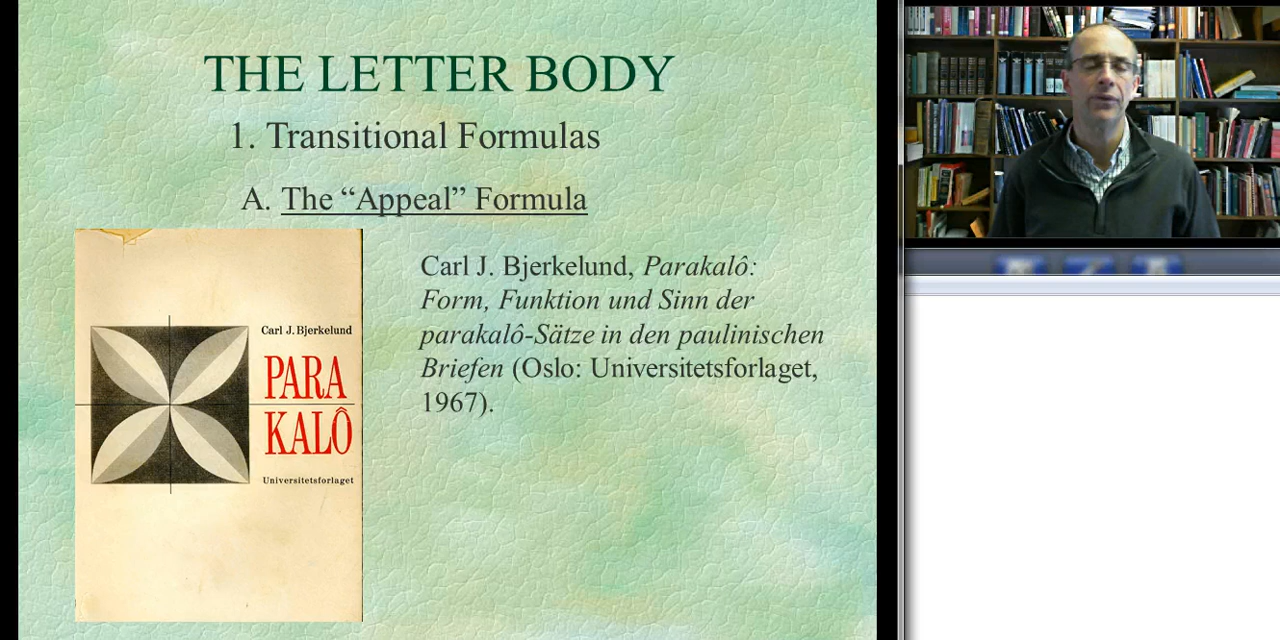 THE LETTER BODY
1. Transitional Formulas
A. The “Appeal” Formula
Carl J. Bjerkelund
PARA
KALÔ
Universitetsforlaget
Carl J. Bjerkelund, Parakalô:
Form, Funktion und Sinn der
parakalô-Sätze in den paulinischen
Briefen (Oslo: Universitetsforlaget,
1967).